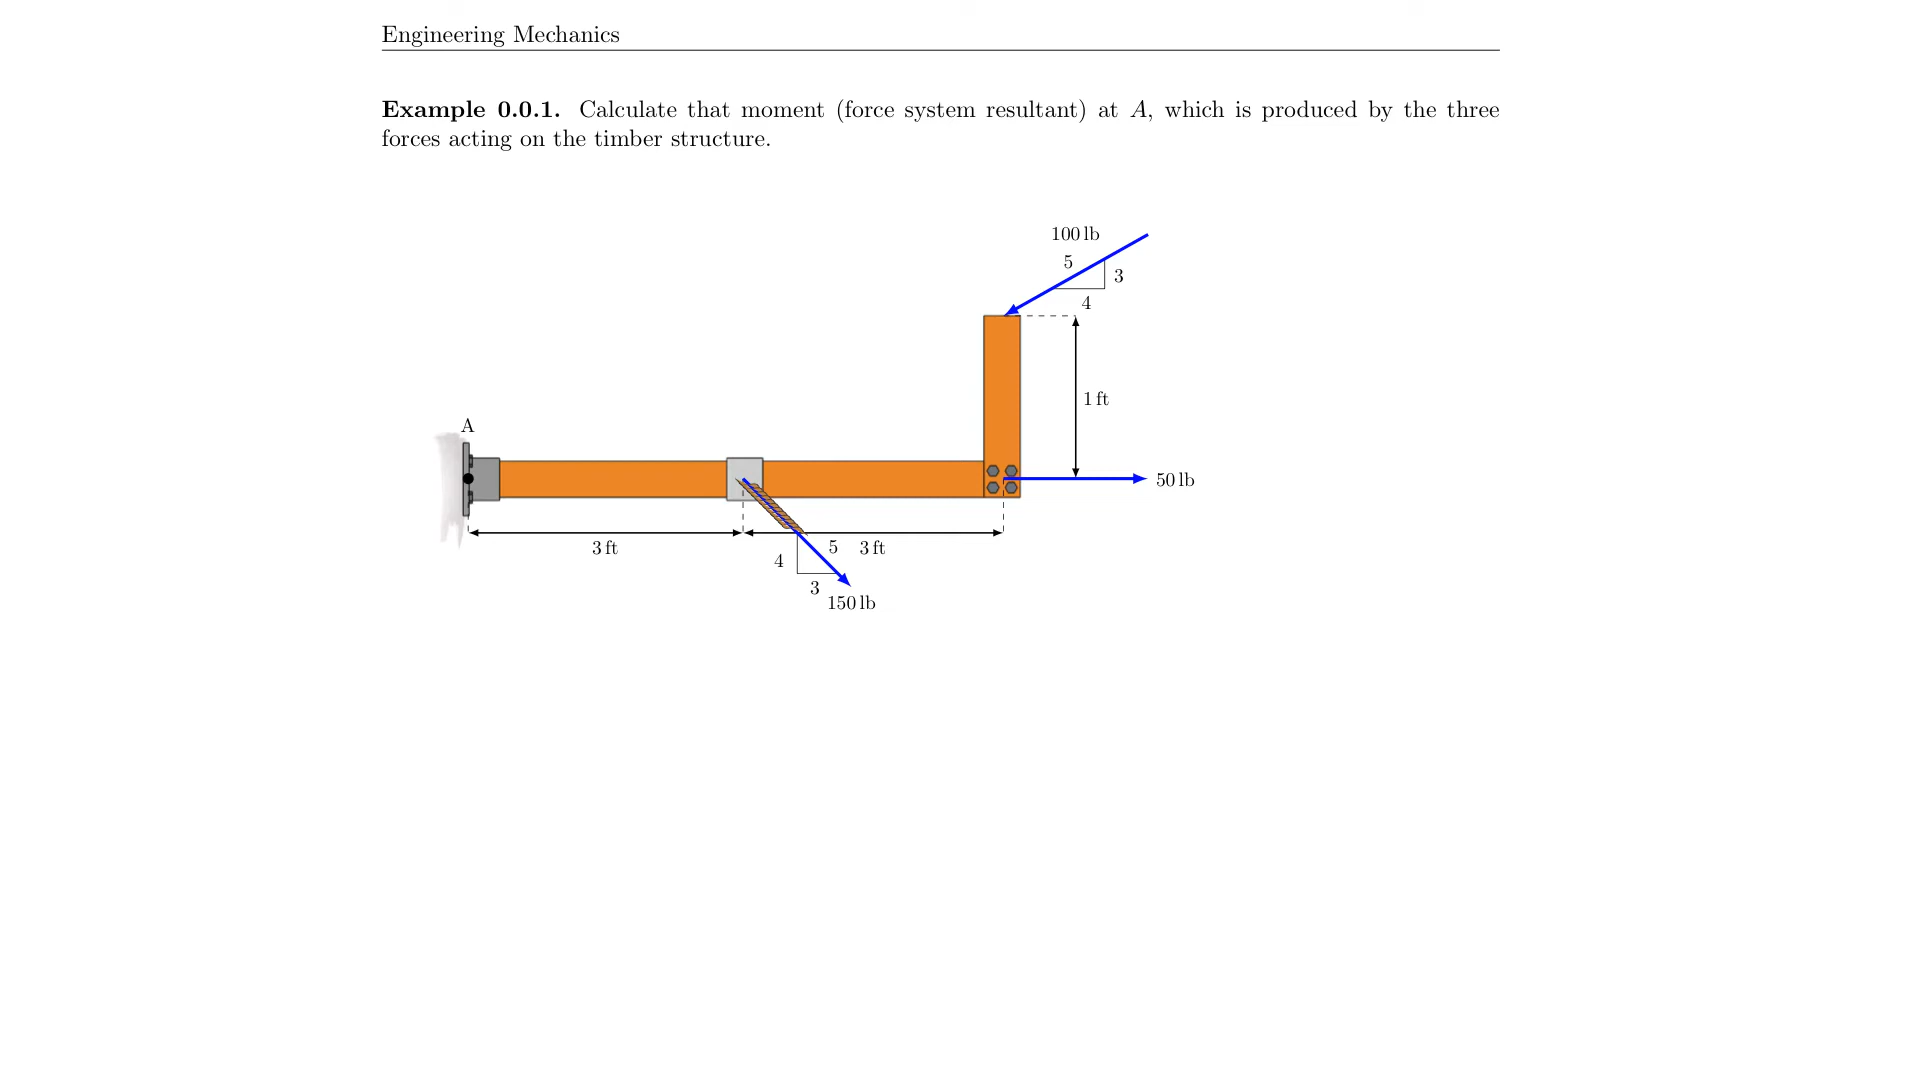 Engineering Mechanics
Example 0.0.1. Calculate that moment (force system resultant) at A, which is produced by the three
forces acting on the timber structure.
100 lb
5
3
4
1 ft
A
50 lb
3 ft
5
3 ft
4
3
150 lb